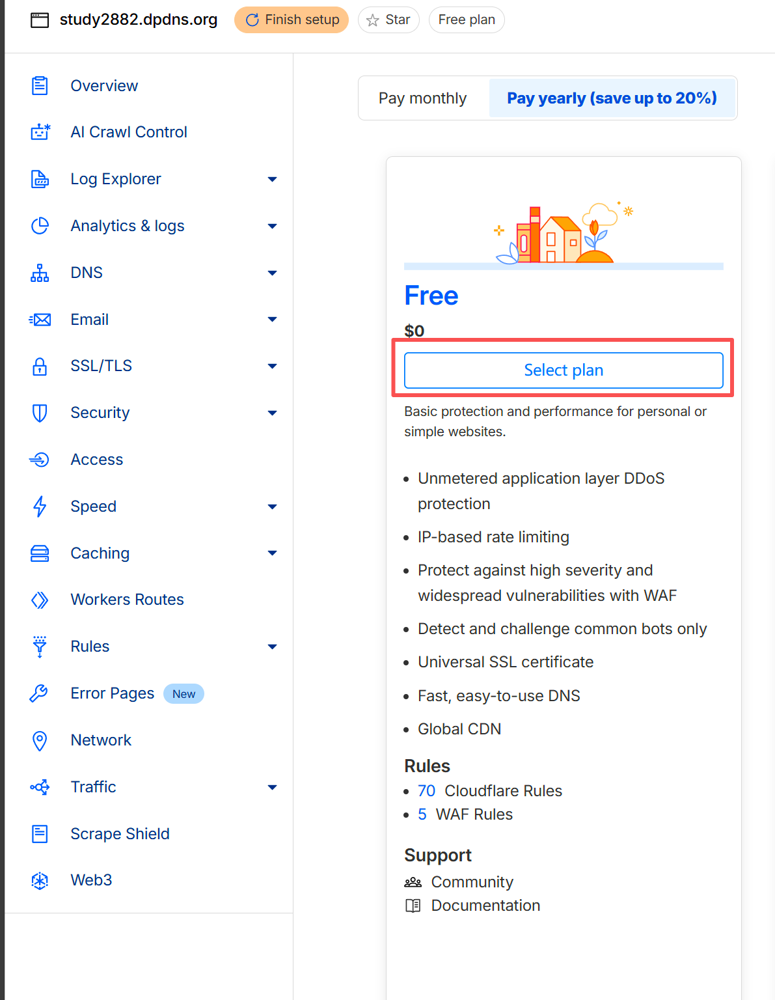 study2882.dpdns.org
Finish setup
Star
Free plan
Overview
AI Crawl Control
Log Explorer
Analytics & logs
DNS
Email
SSL/TLS
Security
Access
Speed
Caching
Workers Routes
Rules
Error Pages New
Network
Traffic
Scrape Shield
Web3
Pay monthly
Pay yearly (save up to 20%)
Free
$0
Select plan
Basic protection and performance for personal or
simple websites.
Unmetered application layer DDoS
protection
IP-based rate limiting
Protect against high severity and
widespread vulnerabilities with WAF
Detect and challenge common bots only
Universal SSL certificate
Fast, easy-to-use DNS
Global CDN
Rules
70 Cloudflare Rules
5 WAF Rules
Support
Community
Documentation